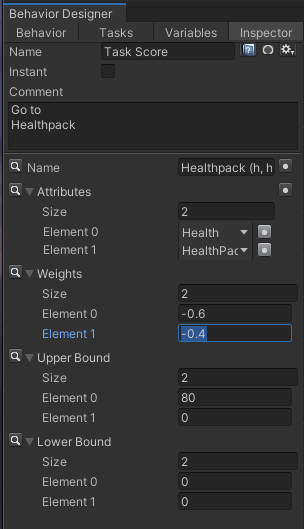 Behavior Designer
Behavior Tasks Variables Inspector
Name Task Score
Instant
Comment
Go to
Healthpack
Name Healthpack (h, h
Attributes
Size 2
Element 0 Health
Element 1 HealthPac
Weights
Size 2
Element 0 -0.6
Element 1 -0.4
Upper Bound
Size 2
Element 0 80
Element 1 0
Lower Bound
Size 2
Element 0 0
Element 1 0